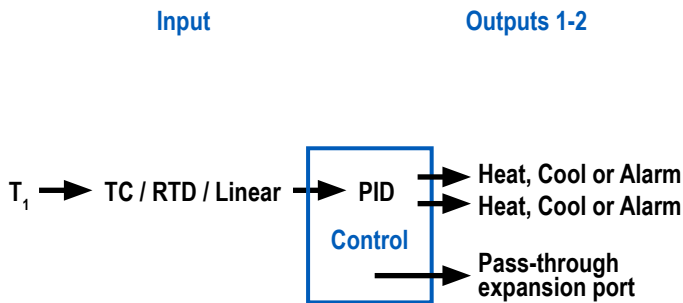 Input Outputs 1-2
T1 TC / RTD / Linear PID Heat, Cool or Alarm
Heat, Cool or Alarm
Control
Pass-through
expansion port